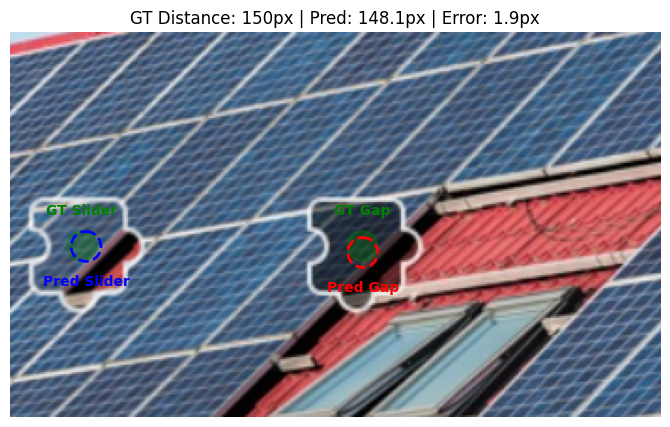 GT Distance: 150px | Pred: 148.1px | Error: 1.9px
GT Slider
GT Gap
Pred Slider
Pred Gap